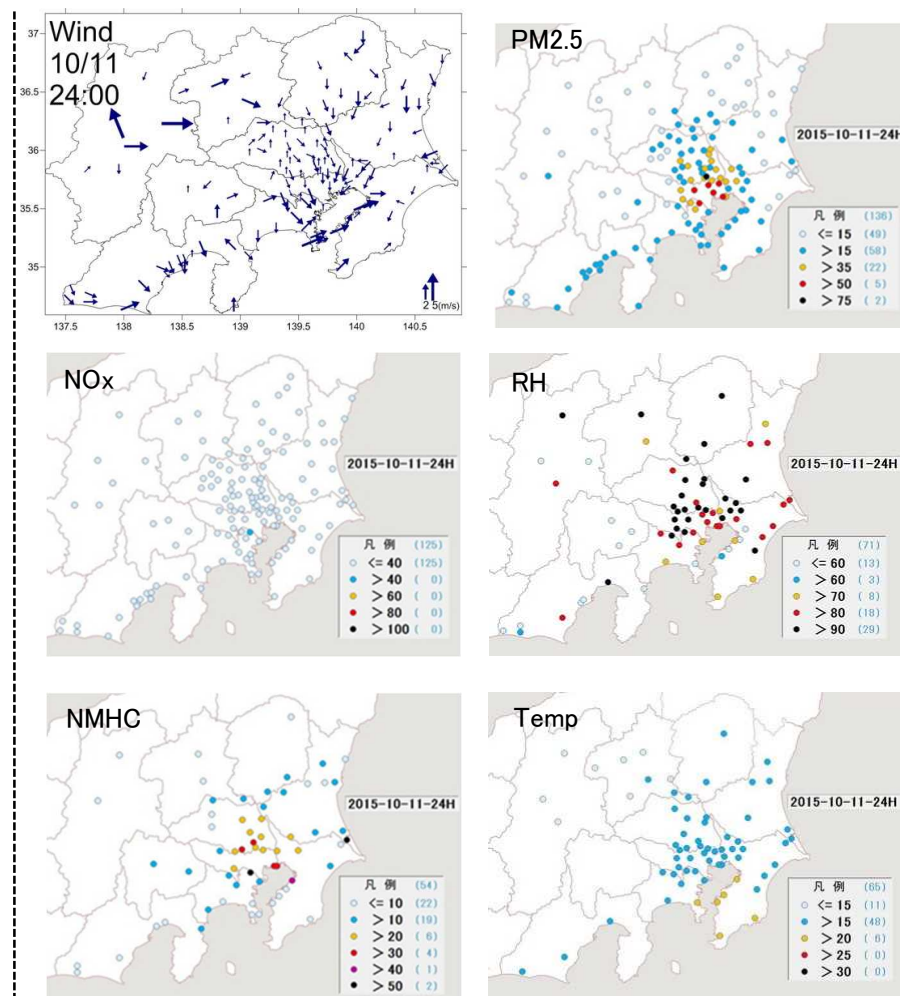 Wind
10/11
24:00
37
36.5
36
35.5
35
137.5 138 138.5 139 139.5 140 140.5
2 5(m/s)
PM2.5
2015-10-11-24H
凡 例 (136)
<= 15 (49)
> 15 (58)
> 35 (22)
> 50 ( 5)
> 75 ( 2)
NOx
2015-10-11-24H
凡 例 (125)
<= 40 (125)
> 40 ( 0)
> 60 ( 0)
> 80 ( 0)
> 100 ( 0)
RH
2015-10-11-24H
凡 例 (71)
<= 60 (13)
> 60 ( 3)
> 70 ( 8)
> 80 (18)
> 90 (29)
NMHC
2015-10-11-24H
凡 例 (54)
<= 10 (22)
> 10 (19)
> 20 ( 6)
> 30 ( 4)
> 40 ( 1)
> 50 ( 2)
Temp
2015-10-11-24H
凡 例 (65)
<= 15 (11)
> 15 (48)
> 20 ( 6)
> 25 ( 0)
> 30 ( 0)